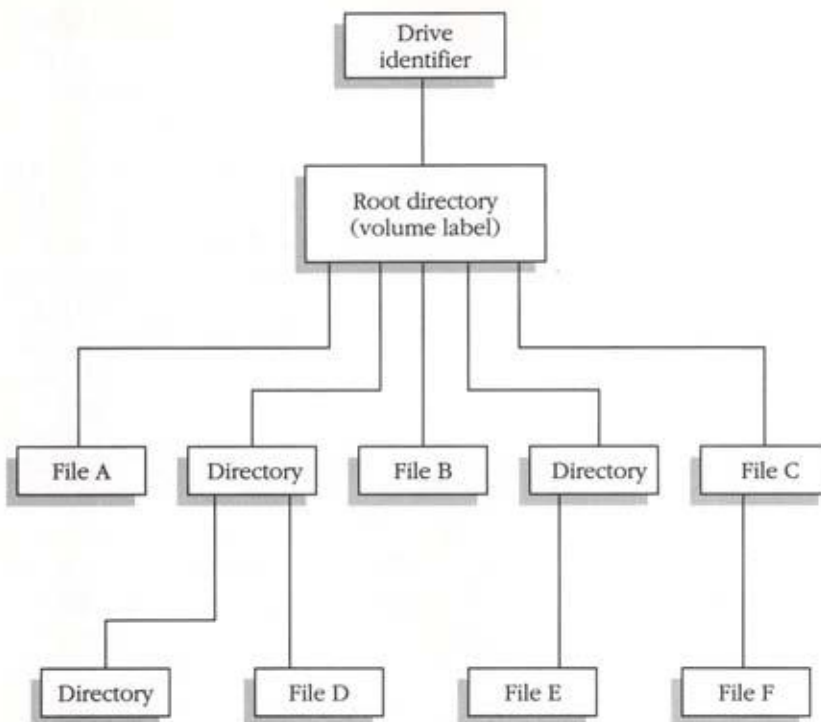 Drive
identifier
Root directory
(volume label)
File A
Directory
File B
Directory
File C
Directory
File D
File E
File F